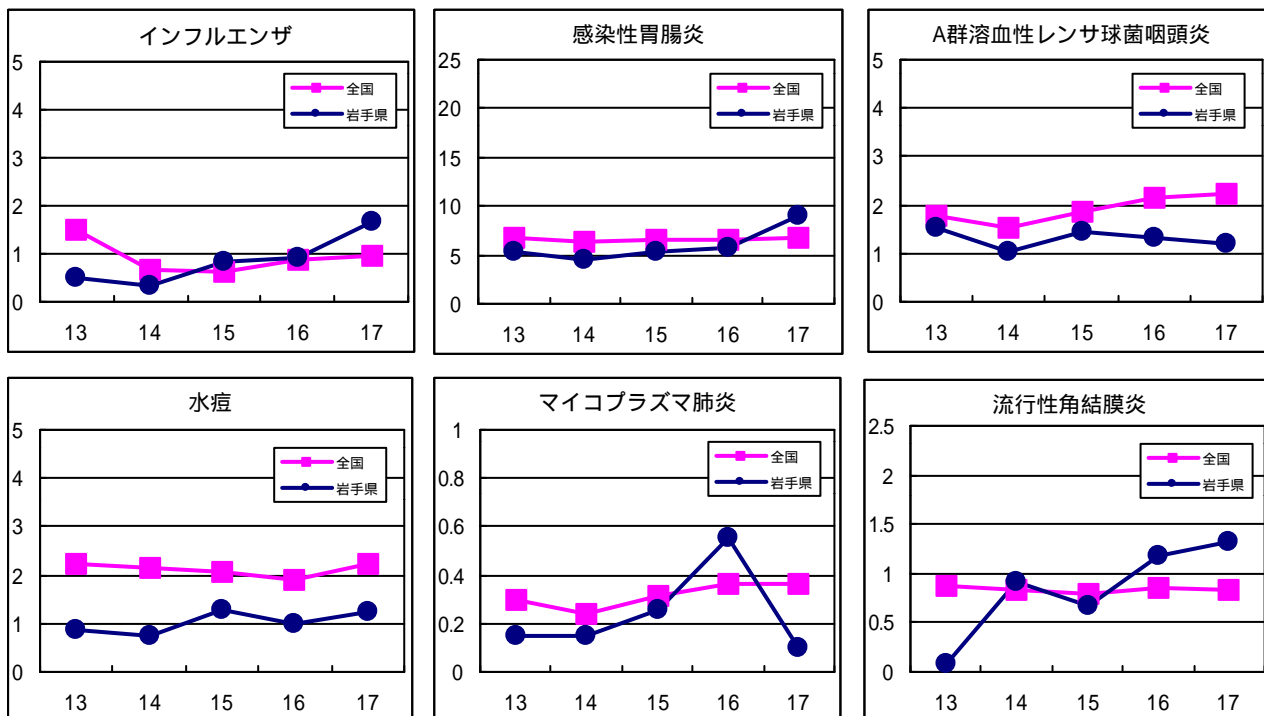 インフルエンザ
5
4
3
2
1
0
13 14 15 16 17
全国
岩手県
感染性胃腸炎
25
20
15
10
5
0
13 14 15 16 17
全国
岩手県
A群溶血性レンサ球菌咽頭炎
5
4
3
2
1
0
13 14 15 16 17
全国
岩手県
水痘
5
4
3
2
1
0
13 14 15 16 17
全国
岩手県
マイコプラズマ肺炎
1
0.8
0.6
0.4
0.2
0
13 14 15 16 17
全国
岩手県
流行性角結膜炎
2.5
2
1.5
1
0.5
0
13 14 15 16 17
全国
岩手県